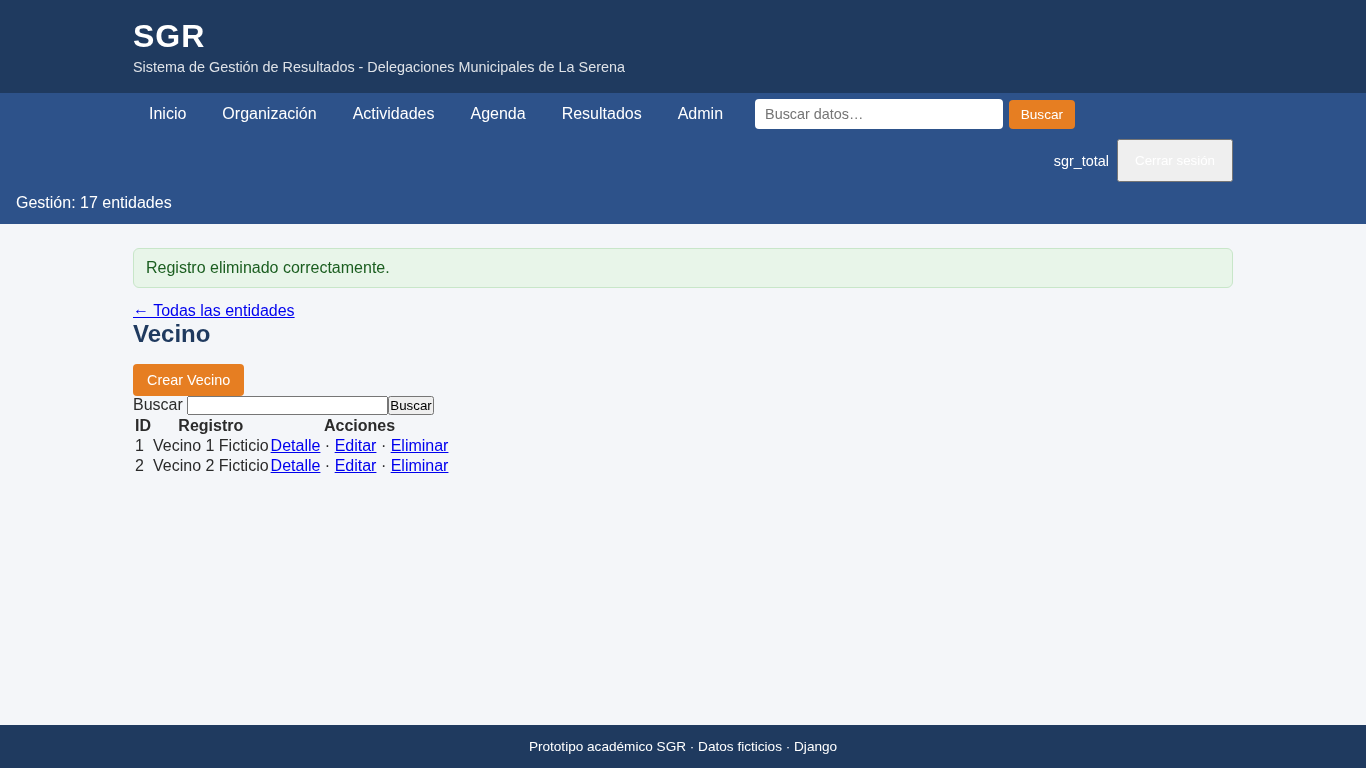 SGR
Sistema de Gestión de Resultados - Delegaciones Municipales de La Serena
Inicio Organización Actividades Agenda Resultados Admin Buscar datos… Buscar
sgr_total Cerrar sesión
Gestión: 17 entidades
Registro eliminado correctamente.
← Todas las entidades
Vecino
Crear Vecino
Buscar Buscar
ID Registro Acciones
1 Vecino 1 Ficticio Detalle · Editar · Eliminar
2 Vecino 2 Ficticio Detalle · Editar · Eliminar
Prototipo académico SGR · Datos ficticios · Django